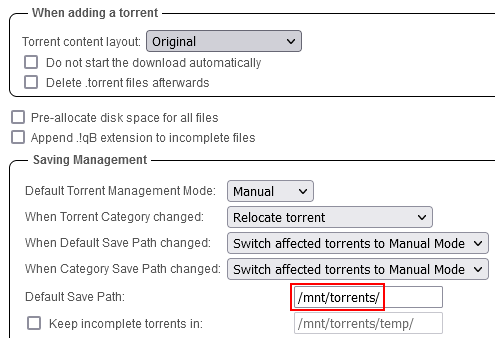 When adding a torrent
Torrent content layout: Original
Do not start the download automatically
Delete .torrent files afterwards
Pre-allocate disk space for all files
Append .!qB extension to incomplete files
Saving Management
Default Torrent Management Mode: Manual
When Torrent Category changed: Relocate torrent
When Default Save Path changed: Switch affected torrents to Manual Mode
When Category Save Path changed: Switch affected torrents to Manual Mode
Default Save Path: /mnt/torrents/
Keep incomplete torrents in: /mnt/torrents/temp/